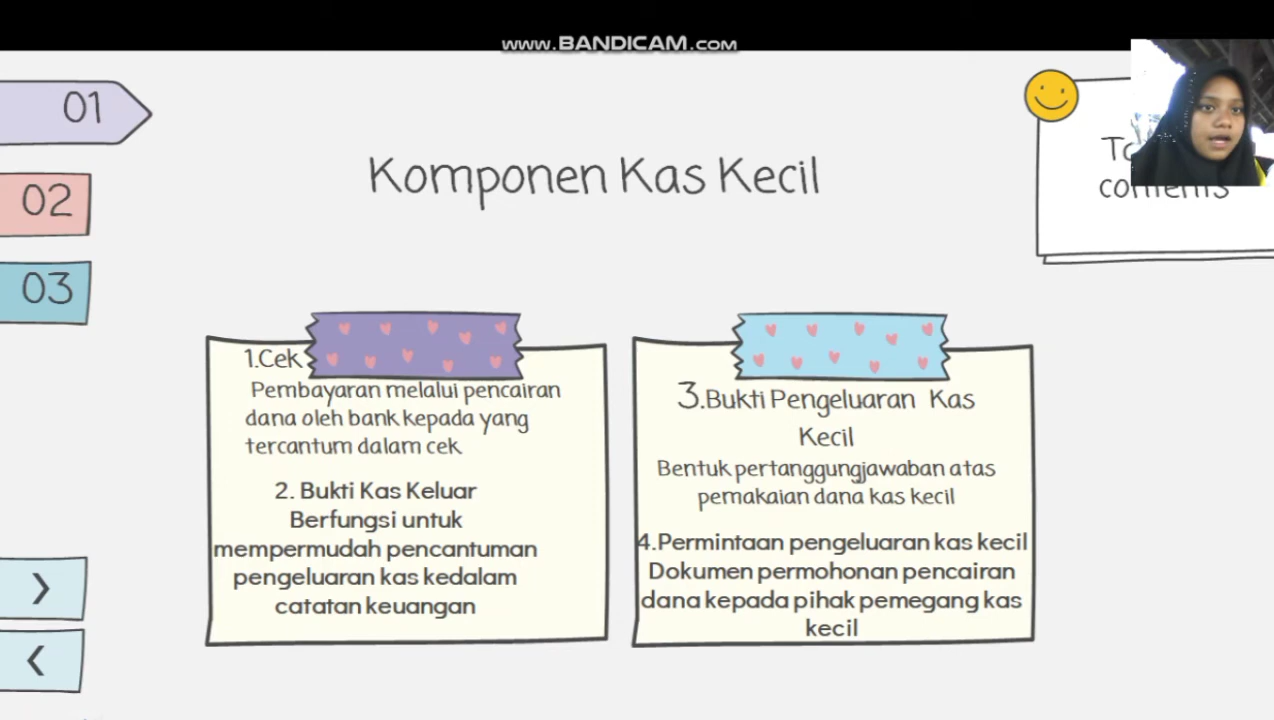 www.BANDICAM.com
01
02
03
Komponen Kas Kecil
contents
1.Cek
Pembayaran melalui pencairan
dana oleh bank kepada yang
tercantum dalam cek
2. Bukti Kas Keluar
Berfungsi untuk
mempermudah pencantuman
pengeluaran kas kedalam
catatan keuangan
3.Bukti Pengeluaran Kas
Kecil
Bentuk pertanggungjawaban atas
pemakaian dana kas kecil
4.Permintaan pengeluaran kas kecil
Dokumen permohonan pencairan
dana kepada pihak pemegang kas
kecil